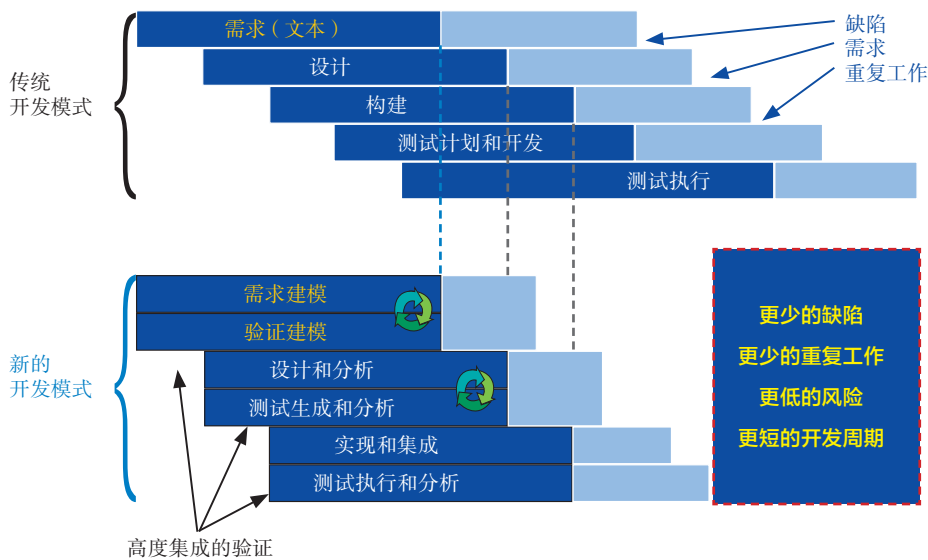 需求（文本）
缺陷
需求
重复工作
设计
传统
开发模式
构建
测试计划和开发
测试执行
需求建模
验证建模
更少的缺陷
更少的重复工作
更低的风险
更短的开发周期
新的
开发模式
设计和分析
测试生成和分析
实现和集成
测试执行和分析
高度集成的验证